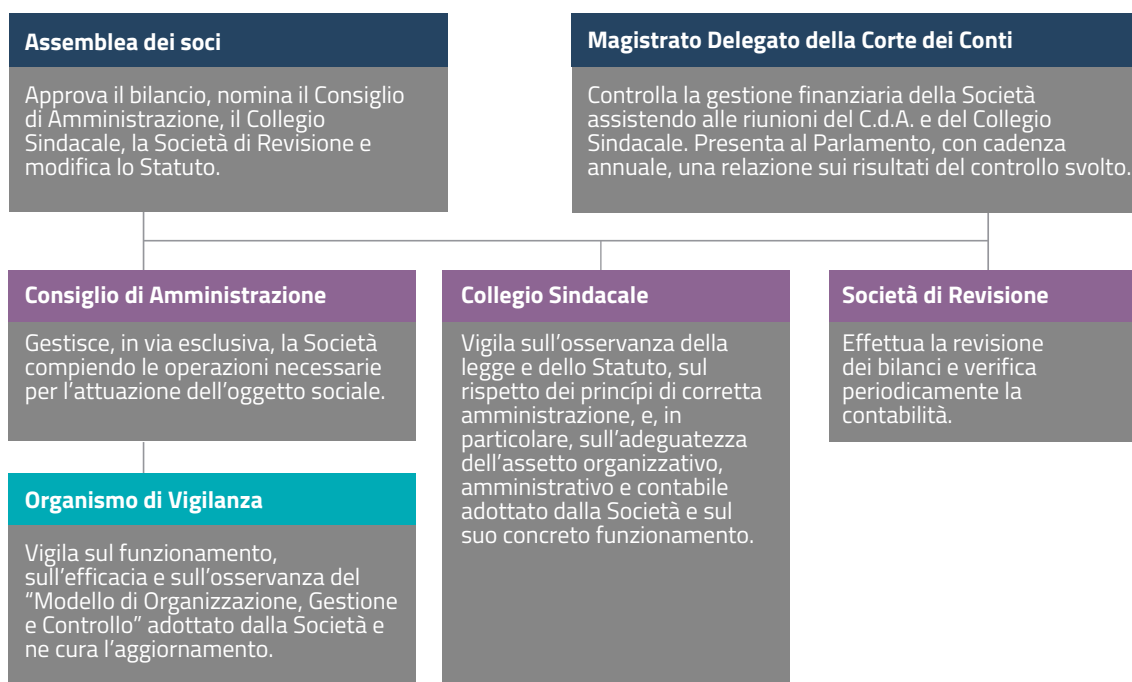 Assemblea dei soci
Approva il bilancio, nomina il Consiglio
di Amministrazione, il Collegio
Sindacale, la Società di Revisione e
modifica lo Statuto.
Magistrato Delegato della Corte dei Conti
Controlla la gestione finanziaria della Società
assistendo alle riunioni del C.d.A. e del Collegio
Sindacale. Presenta al Parlamento, con cadenza
annuale, una relazione sui risultati del controllo svolto.
Consiglio di Amministrazione
Gestisce, in via esclusiva, la Società
compiendo le operazioni necessarie
per l’attuazione dell’oggetto sociale.
Collegio Sindacale
Vigila sull’osservanza della
legge e dello Statuto, sul
rispetto dei princípi di corretta
amministrazione, e, in
particolare, sull’adeguatezza
dell’assetto organizzativo,
amministrativo e contabile
adottato dalla Società e sul
suo concreto funzionamento.
Società di Revisione
Effettua la revisione
dei bilanci e verifica
periodicamente la
contabilità.
Organismo di Vigilanza
Vigila sul funzionamento,
sull’efficacia e sull’osservanza del
“Modello di Organizzazione, Gestione
e Controllo” adottato dalla Società e
ne cura l’aggiornamento.